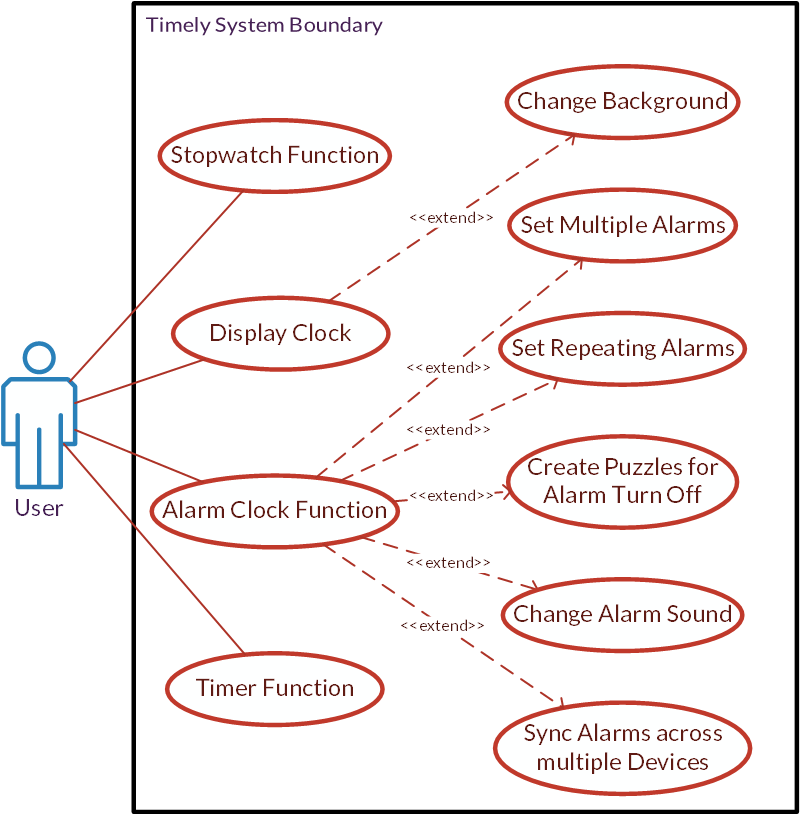 Timely System Boundary
Change Background
Stopwatch Function
<<extend>>
Set Multiple Alarms
Display Clock
Set Repeating Alarms
<<extend>>
<<extend>>
Create Puzzles for
Alarm Turn Off
<<extend>>
User
Alarm Clock Function
<<extend>>
Change Alarm Sound
<<extend>>
Timer Function
Sync Alarms across
multiple Devices